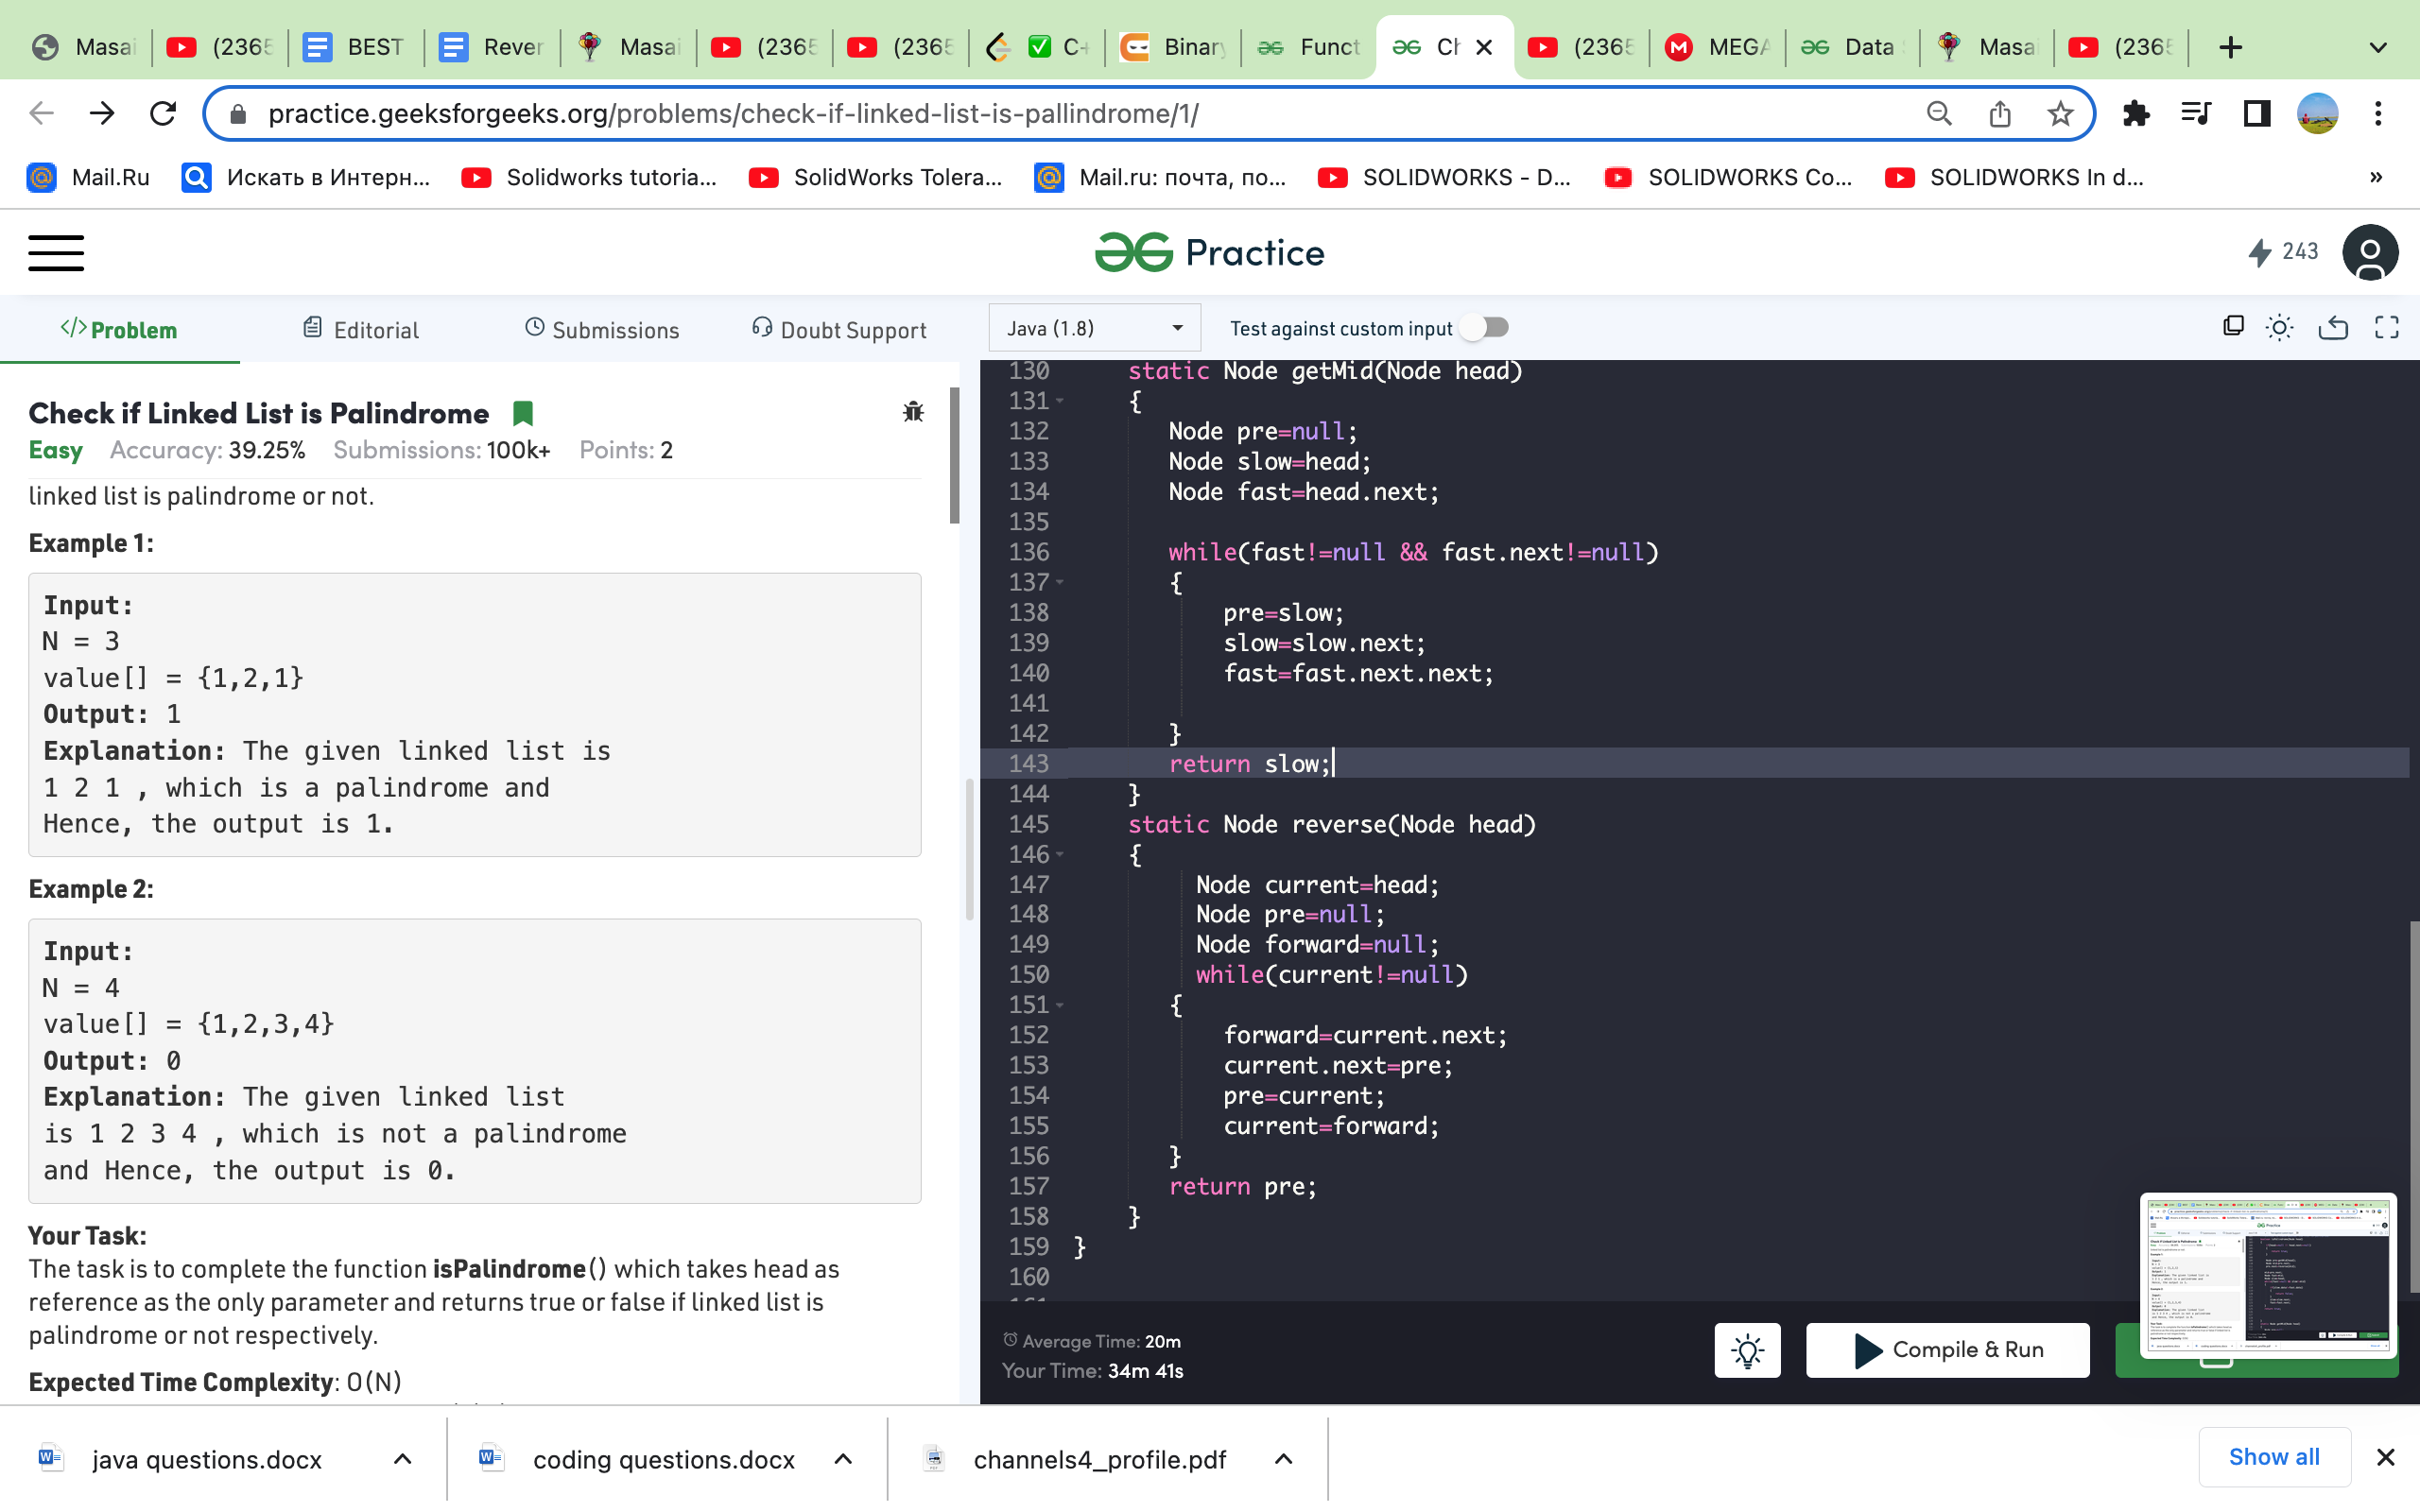 Masai
(2365
BEST
Rever
Masai
(2365
(2365
C+
Binary
Funct
Ch
(2365
MEGA
Data
Masai
(2365
practice.geeksforgeeks.org/problems/check-if-linked-list-is-pallindrome/1/
Mail.Ru
Искать в Интерн...
Solidworks tutoria...
SolidWorks Tolera...
Mail.ru: почта, по...
SOLIDWORKS - D...
SOLIDWORKS Co...
SOLIDWORKS In d...
»
Practice
243
</> Problem
Editorial
Submissions
Doubt Support
Java (1.8)
Test against custom input
Check if Linked List is Palindrome
Easy Accuracy: 39.25% Submissions: 100k+ Points: 2
linked list is palindrome or not.
Example 1:
Input:
N = 3
value[] = {1,2,1}
Output: 1
Explanation: The given linked list is
1 2 1 , which is a palindrome and
Hence, the output is 1.
Example 2:
Input:
N = 4
value[] = {1,2,3,4}
Output: 0
Explanation: The given linked list
is 1 2 3 4 , which is not a palindrome
and Hence, the output is 0.
Your Task:
The task is to complete the function isPalindrome() which takes head as
reference as the only parameter and returns true or false if linked list is
palindrome or not respectively.
Expected Time Complexity: O(N)
130 static Node getMid(Node head)
131 {
132 Node pre=null;
133 Node slow=head;
134 Node fast=head.next;
135
136 while(fast!=null && fast.next!=null)
137 {
138 pre=slow;
139 slow=slow.next;
140 fast=fast.next.next;
141
142 }
143 return slow;
144 }
145 static Node reverse(Node head)
146 {
147 Node current=head;
148 Node pre=null;
149 Node forward=null;
150 while(current!=null)
151 {
152 forward=current.next;
153 current.next=pre;
154 pre=current;
155 current=forward;
156 }
157 return pre;
158 }
159 }
160
Average Time: 20m
Your Time: 34m 41s
Compile & Run
java questions.docx
coding questions.docx
channels4_profile.pdf
Show all